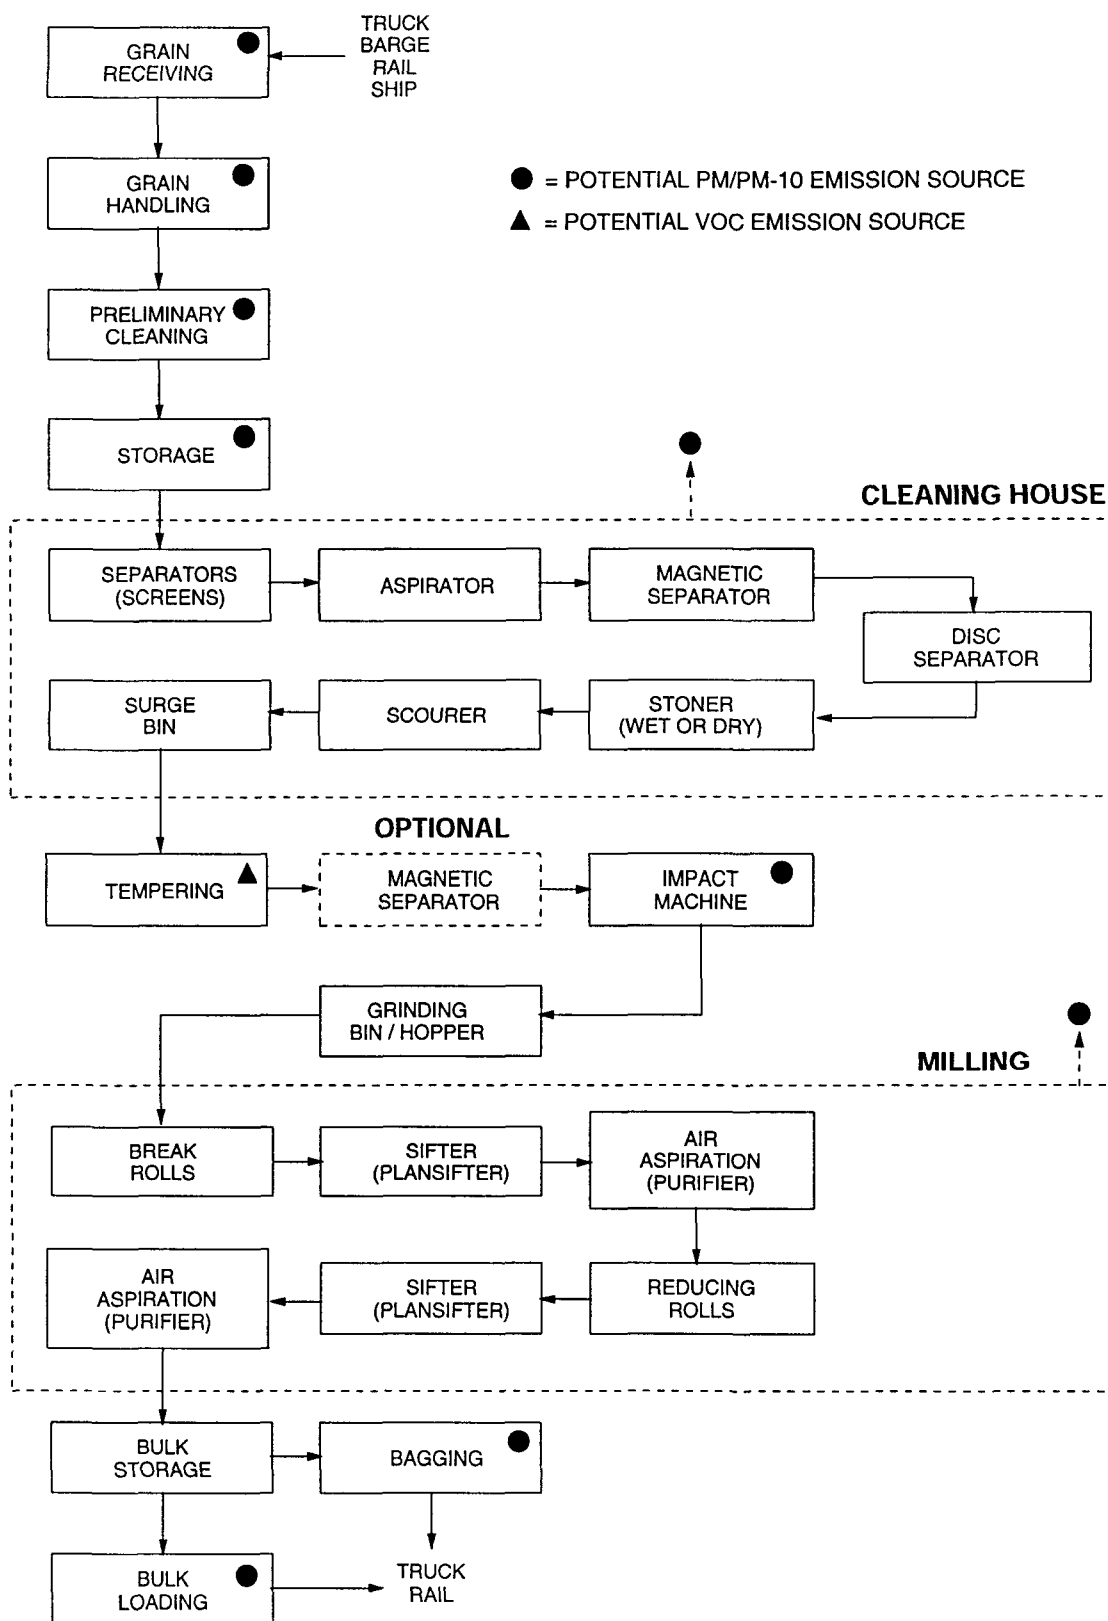 TRUCK
BARGE
RAIL
SHIP
GRAIN
RECEIVING
GRAIN
HANDLING
= POTENTIAL PM/PM-10 EMISSION SOURCE
= POTENTIAL VOC EMISSION SOURCE
PRELIMINARY
CLEANING
STORAGE
CLEANING HOUSE
SEPARATORS
(SCREENS)
ASPIRATOR
MAGNETIC
SEPARATOR
DISC
SEPARATOR
STONER
(WET OR DRY)
SCOURER
SURGE
BIN
TEMPERING
OPTIONAL
MAGNETIC
SEPARATOR
IMPACT
MACHINE
GRINDING
BIN / HOPPER
MILLING
BREAK
ROLLS
SIFTER
(PLANSIFTER)
AIR
ASPIRATION
(PURIFIER)
REDUCING
ROLLS
SIFTER
(PLANSIFTER)
AIR
ASPIRATION
(PURIFIER)
BULK
STORAGE
BAGGING
BULK
LOADING
TRUCK
RAIL